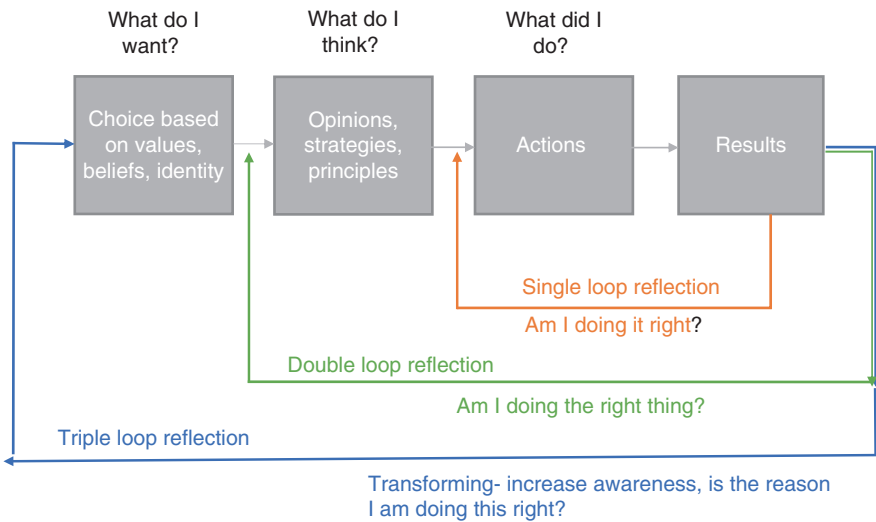 What do I
want?
What do I
think?
What did I
do?
Choice based
on values,
beliefs, identity
Opinions,
strategies,
principles
Actions
Results
Single loop reflection
Am I doing it right?
Double loop reflection
Am I doing the right thing?
Triple loop reflection
Transforming- increase awareness, is the reason
I am doing this right?